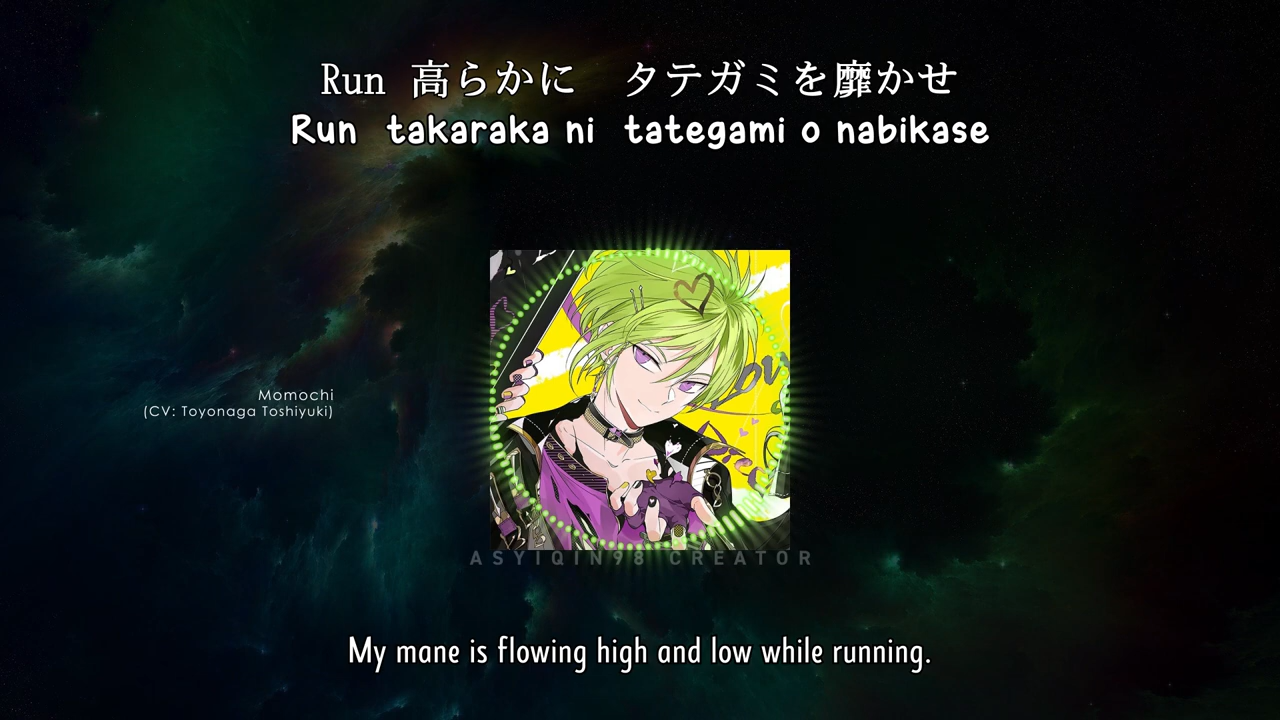 Run 高らかに タテガミを靡かせ
Run takaraka ni tategami o nabikase
Momochi
(CV: Toyonaga Toshiyuki)
ASYIQIN98 CREATOR
My mane is flowing high and low while running.